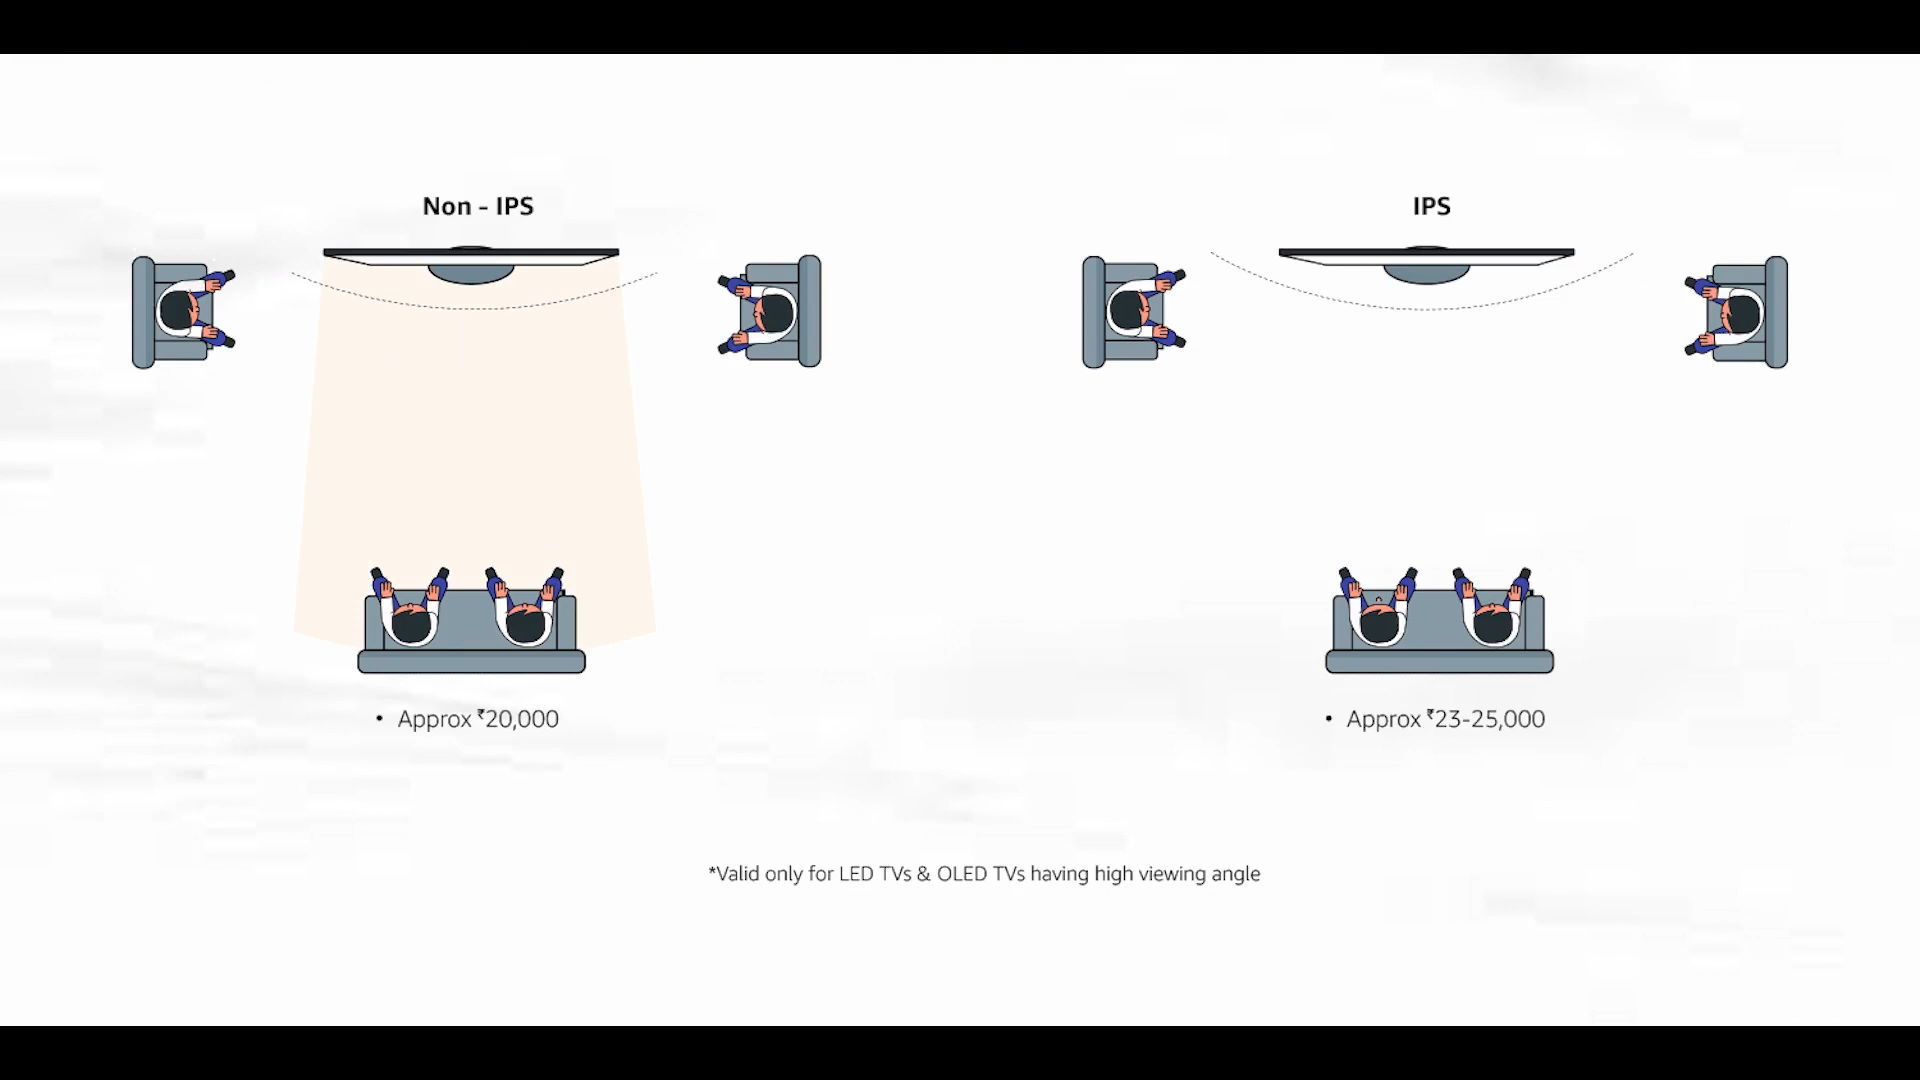 Non - IPS
IPS
• Approx ₹20,000
• Approx ₹23-25,000
*Valid only for LED TVs & OLED TVs having high viewing angle